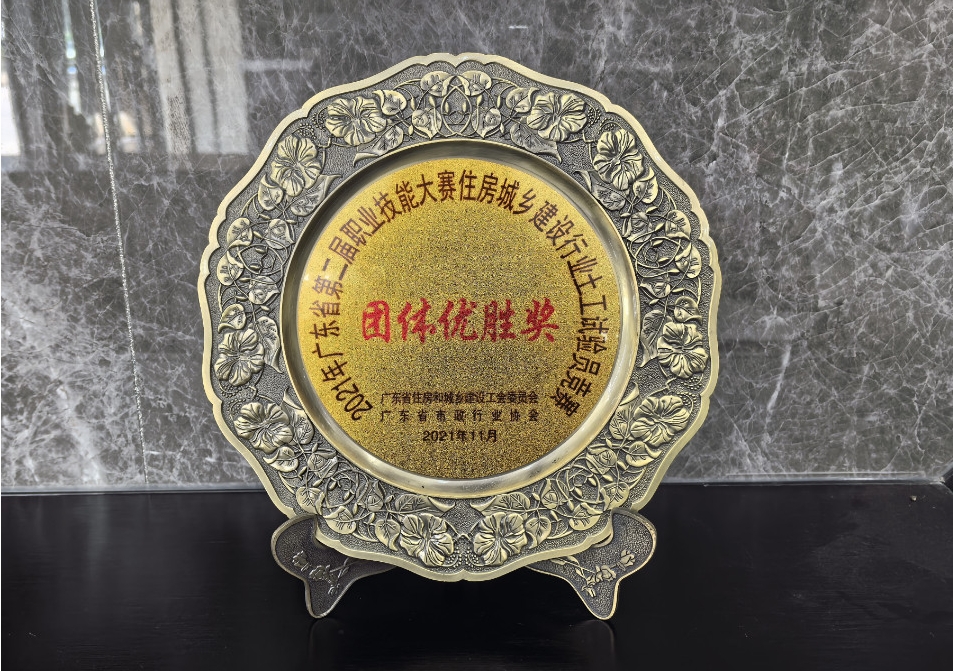 2021年广东省第二届职业技能大赛住房城乡建设行业土工试验员竞赛
团体优胜奖
广东省住房和城乡建设工会委员会
广东省市政行业协会
2021年11月